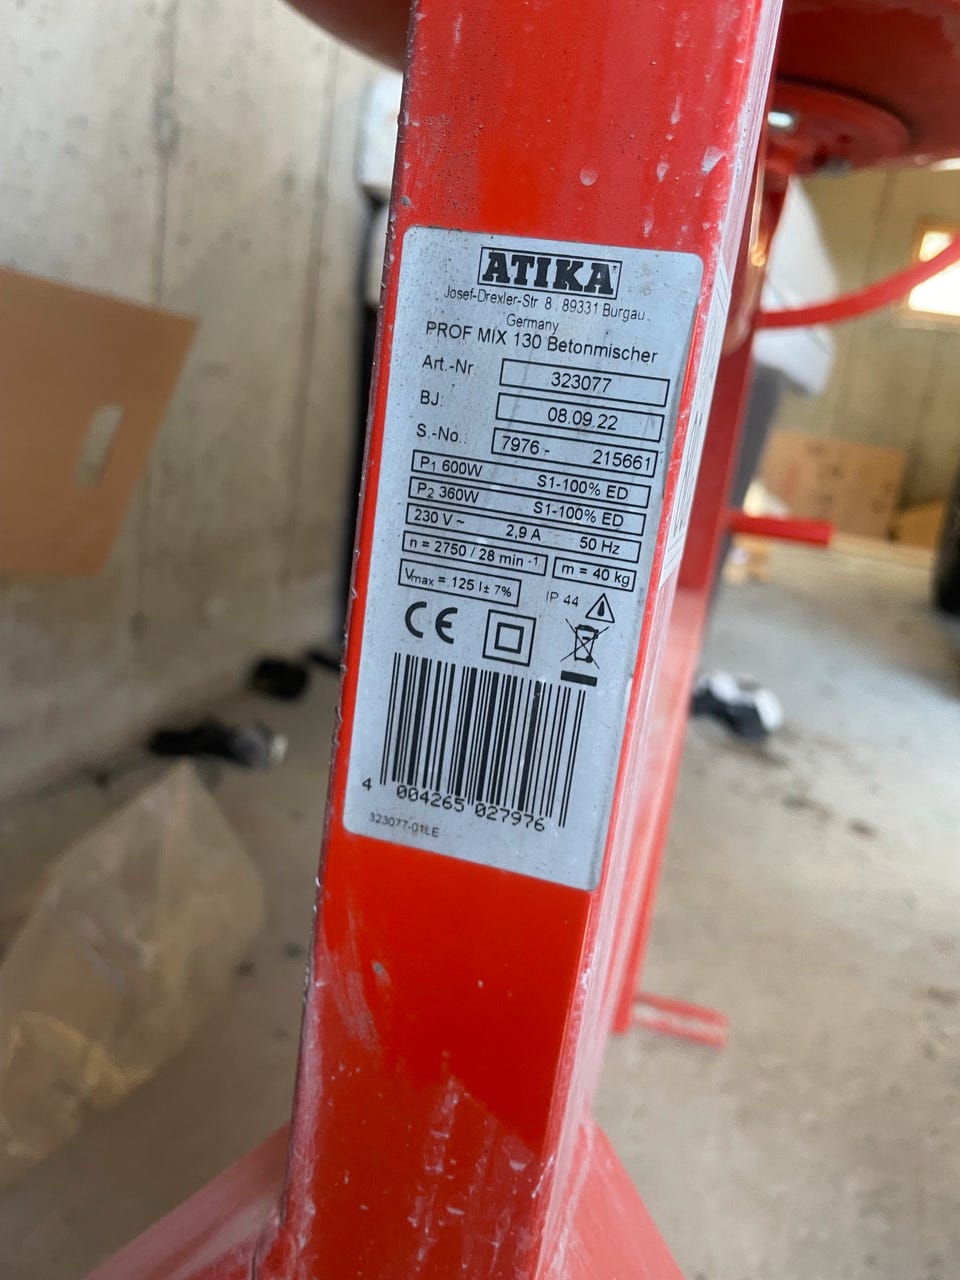 ATIKA
Josef-Drexler-Str 8 . 89331 Burgau
Germany
PROF MIX 130 Betonmischer
Art.-Nr. 323077
BJ: 08.09.22
S.-No.: 7976 - 215661
P1 600W S1-100% ED
P2 360W S1-100% ED
230 V ~ 2,9 A 50 Hz
n = 2750 / 28 min -1 m = 40 kg
Vmax = 125 l ± 7% IP 44
CE
4 004265 027976
323077-01LE